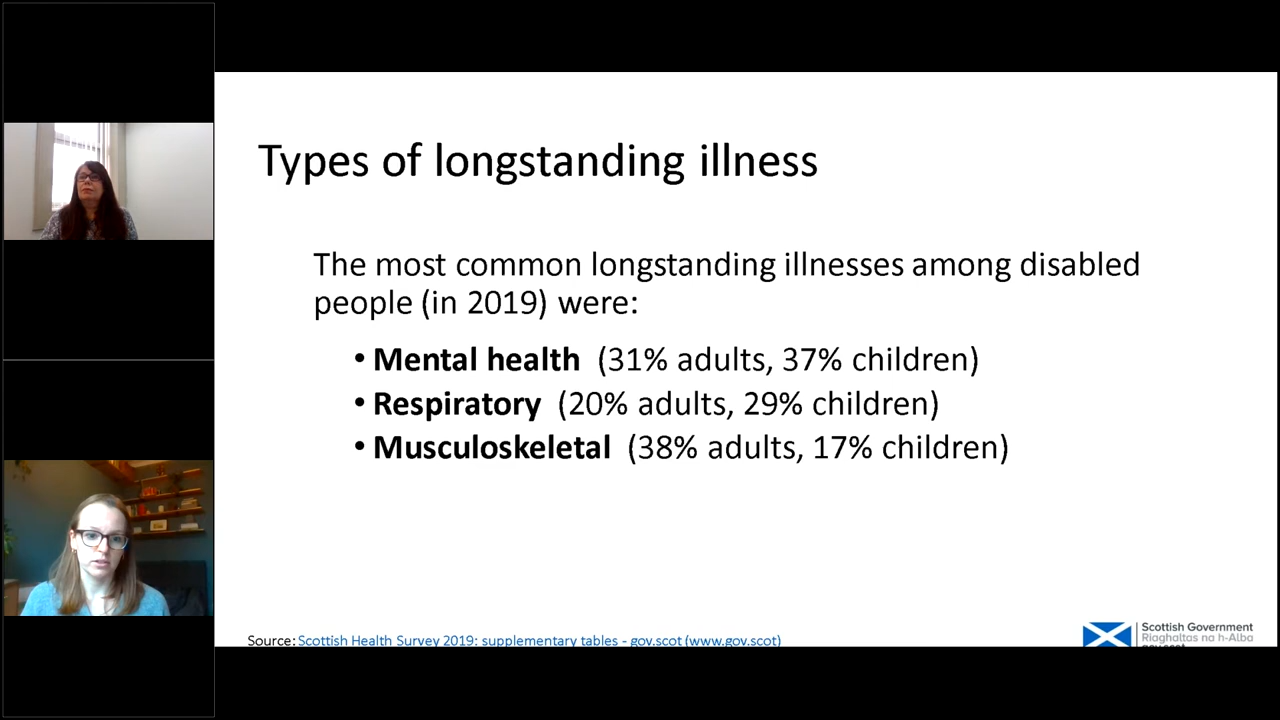 Types of longstanding illness
The most common longstanding illnesses among disabled
people (in 2019) were:
• Mental health (31% adults, 37% children)
• Respiratory (20% adults, 29% children)
• Musculoskeletal (38% adults, 17% children)
Source: Scottish Health Survey 2019: supplementary tables - gov.scot (www.gov.scot)
Scottish Government
Riaghaltas na h-Alba
gov.scot